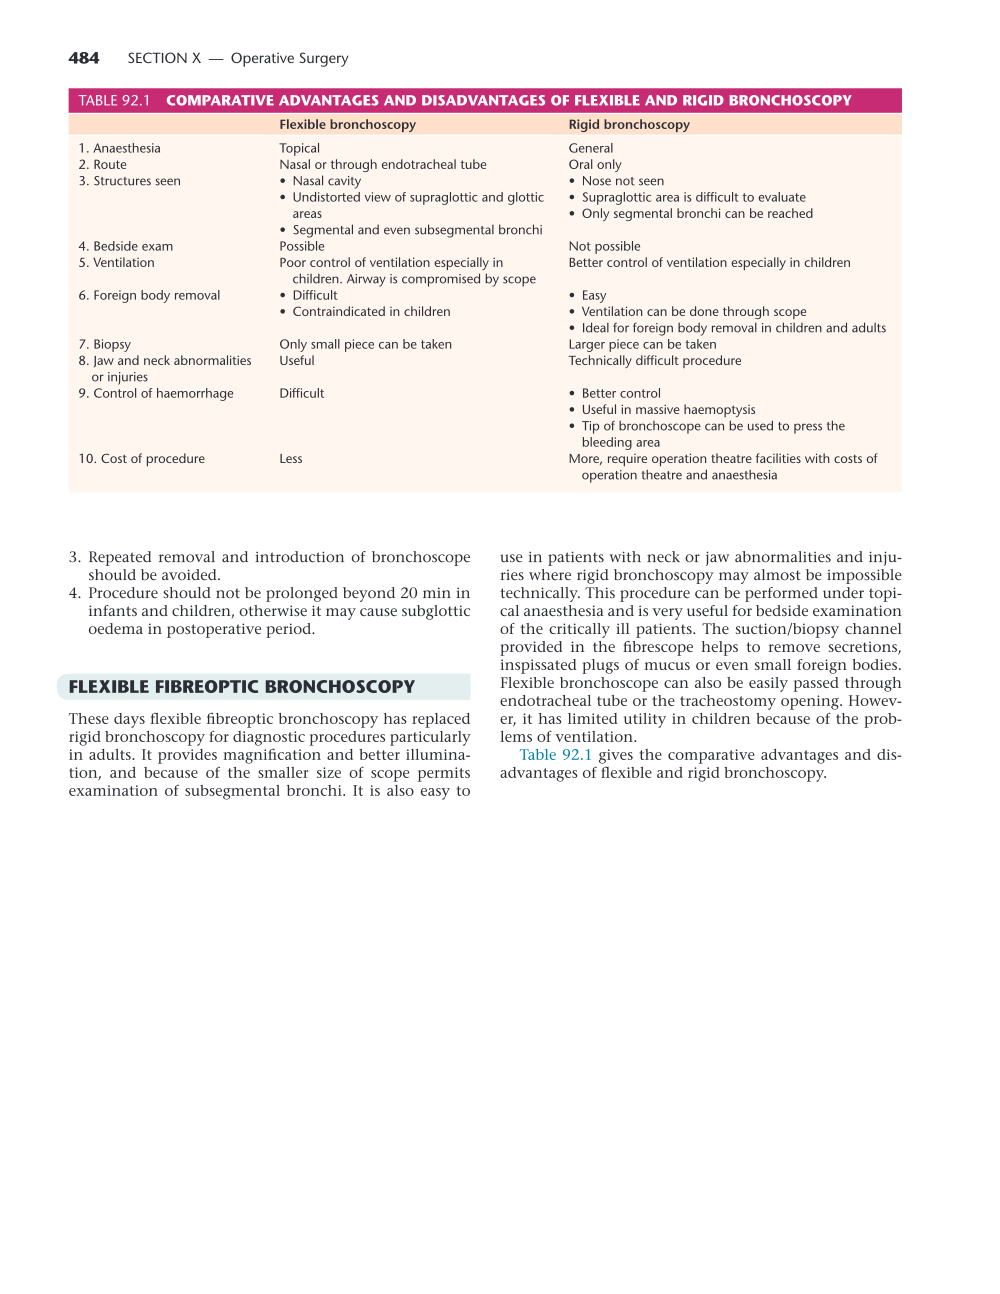 484 SECTION X — Operative Surgery
TABLE 92.1 COMPARATIVE ADVANTAGES AND DISADVANTAGES OF FLEXIBLE AND RIGID BRONCHOSCOPY
Flexible bronchoscopy Rigid bronchoscopy
1. Anaesthesia Topical General
2. Route Nasal or through endotracheal tube Oral only
3. Structures seen • Nasal cavity • Nose not seen
• Undistorted view of supraglottic and glottic • Supraglottic area is difficult to evaluate
areas • Only segmental bronchi can be reached
• Segmental and even subsegmental bronchi
4. Bedside exam Possible Not possible
5. Ventilation Poor control of ventilation especially in Better control of ventilation especially in children
children. Airway is compromised by scope
6. Foreign body removal • Difficult • Easy
• Contraindicated in children • Ventilation can be done through scope
• Ideal for foreign body removal in children and adults
7. Biopsy Only small piece can be taken Larger piece can be taken
8. Jaw and neck abnormalities Useful Technically difficult procedure
or injuries
9. Control of haemorrhage Difficult • Better control
• Useful in massive haemoptysis
• Tip of bronchoscope can be used to press the
bleeding area
10. Cost of procedure Less More, require operation theatre facilities with costs of
operation theatre and anaesthesia
3. Repeated removal and introduction of bronchoscope
should be avoided.
4. Procedure should not be prolonged beyond 20 min in
infants and children, otherwise it may cause subglottic
oedema in postoperative period.
FLEXIBLE FIBREOPTIC BRONCHOSCOPY
These days flexible fibreoptic bronchoscopy has replaced
rigid bronchoscopy for diagnostic procedures particularly
in adults. It provides magnification and better illumina-
tion, and because of the smaller size of scope permits
examination of subsegmental bronchi. It is also easy to
use in patients with neck or jaw abnormalities and inju-
ries where rigid bronchoscopy may almost be impossible
technically. This procedure can be performed under topi-
cal anaesthesia and is very useful for bedside examination
of the critically ill patients. The suction/biopsy channel
provided in the fibrescope helps to remove secretions,
inspissated plugs of mucus or even small foreign bodies.
Flexible bronchoscope can also be easily passed through
endotracheal tube or the tracheostomy opening. Howev-
er, it has limited utility in children because of the prob-
lems of ventilation.
Table 92.1 gives the comparative advantages and dis-
advantages of flexible and rigid bronchoscopy.